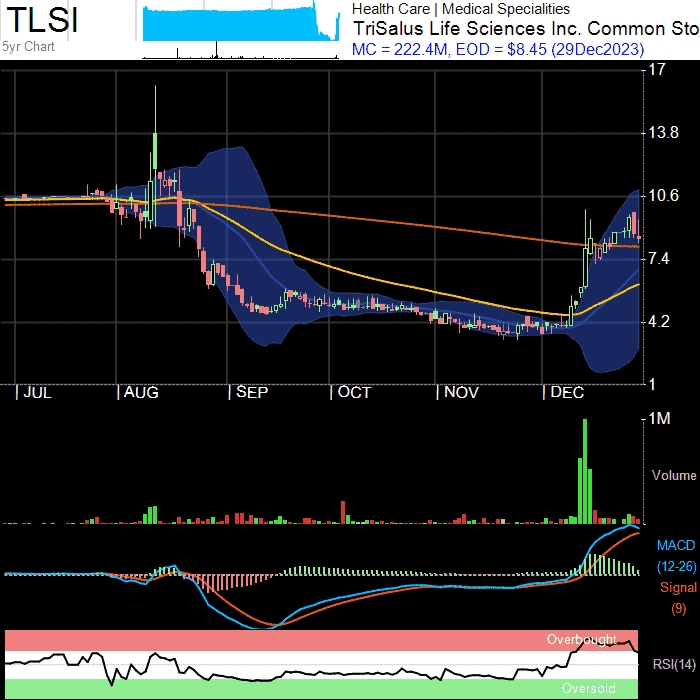 TLSI
5yr Chart
Health Care | Medical Specialities
TriSalus Life Sciences Inc. Common Sto
MC = 222.4M, EOD = $8.45 (29Dec2023)
17
13.8
10.6
7.4
4.2
1
JUL AUG SEP OCT NOV DEC
1M
Volume
MACD
(12-26)
Signal
(9)
Overbought
RSI(14)
Oversold